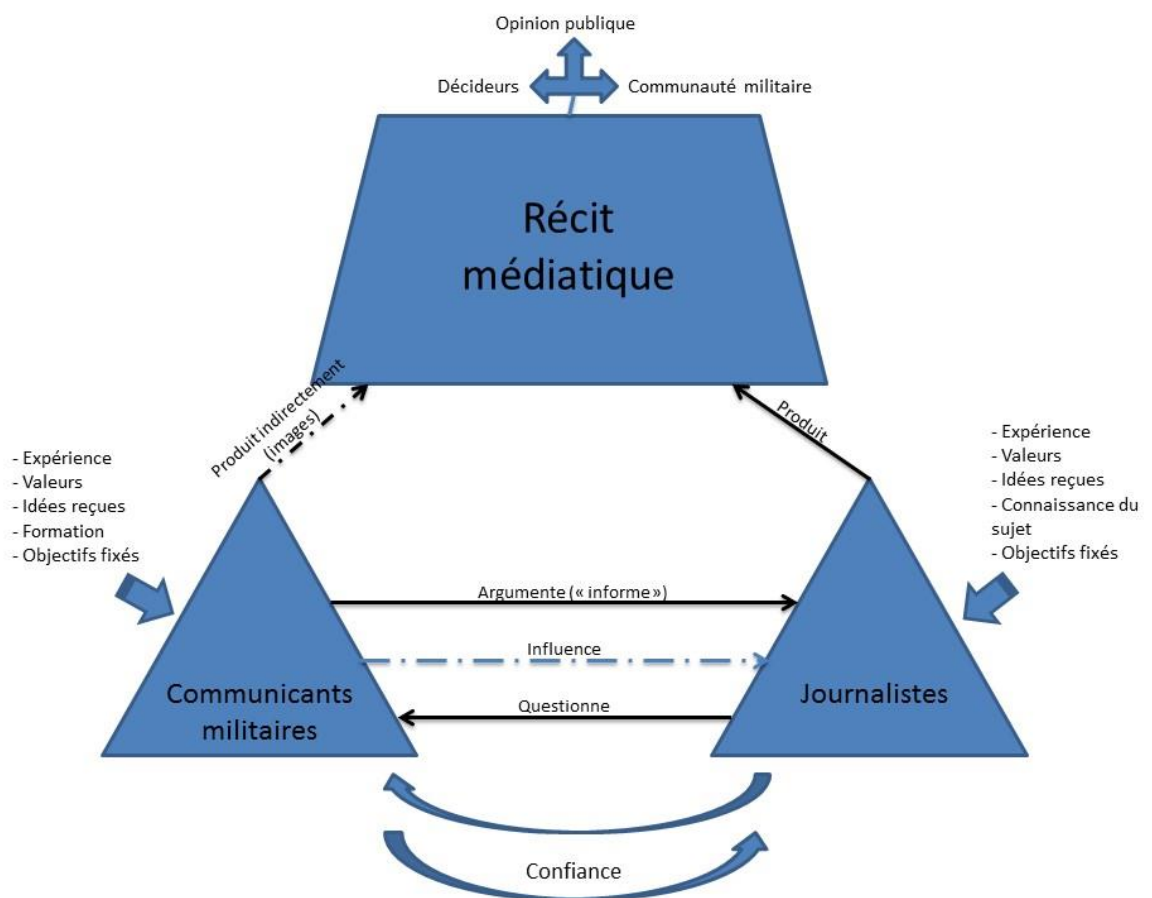 Opinion publique
Décideurs
Communauté militaire
Récit
médiatique
Produit indirectement
(images)
Produit
- Expérience
- Valeurs
- Idées reçues
- Formation
- Objectifs fixés
- Expérience
- Valeurs
- Idées reçues
- Connaissance du
sujet
- Objectifs fixés
Argumente (« informe »)
Influence
Questionne
Communicants
militaires
Journalistes
Confiance